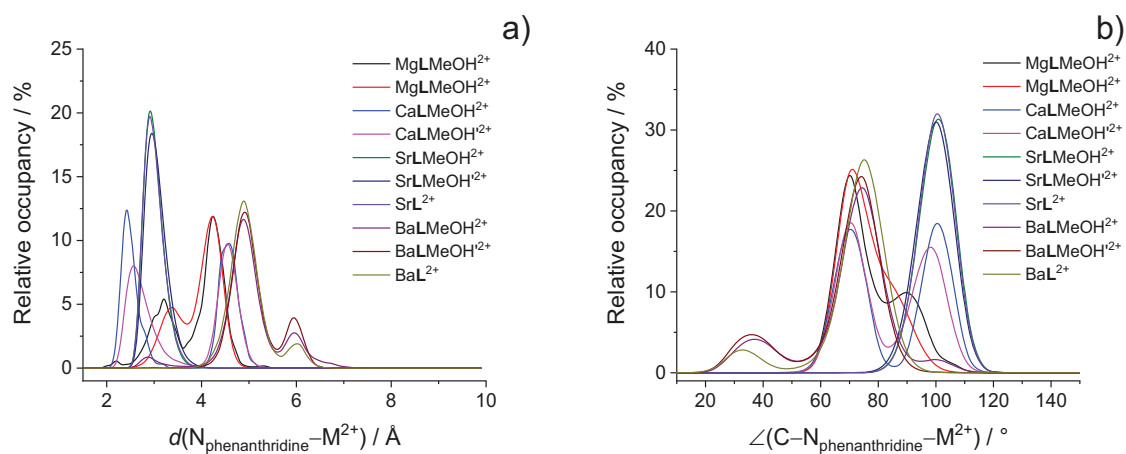 a)
25
20
15
10
5
0
2 4 6 8 10
Relative occupancy / %
d(N_phenanthridine–M²⁺) / Å
MgLMeOH²⁺
MgLMeOH²⁺
CaLMeOH²⁺
CaLMeOH'²⁺
SrLMeOH²⁺
SrLMeOH'²⁺
SrL²⁺
BaLMeOH²⁺
BaLMeOH'²⁺
BaL²⁺
b)
40
30
20
10
0
20 40 60 80 100 120 140
Relative occupancy / %
∠(C–N_phenanthridine–M²⁺) / °
MgLMeOH²⁺
MgLMeOH²⁺
CaLMeOH²⁺
CaLMeOH'²⁺
SrLMeOH²⁺
SrLMeOH'²⁺
SrL²⁺
BaLMeOH²⁺
BaLMeOH'²⁺
BaL²⁺